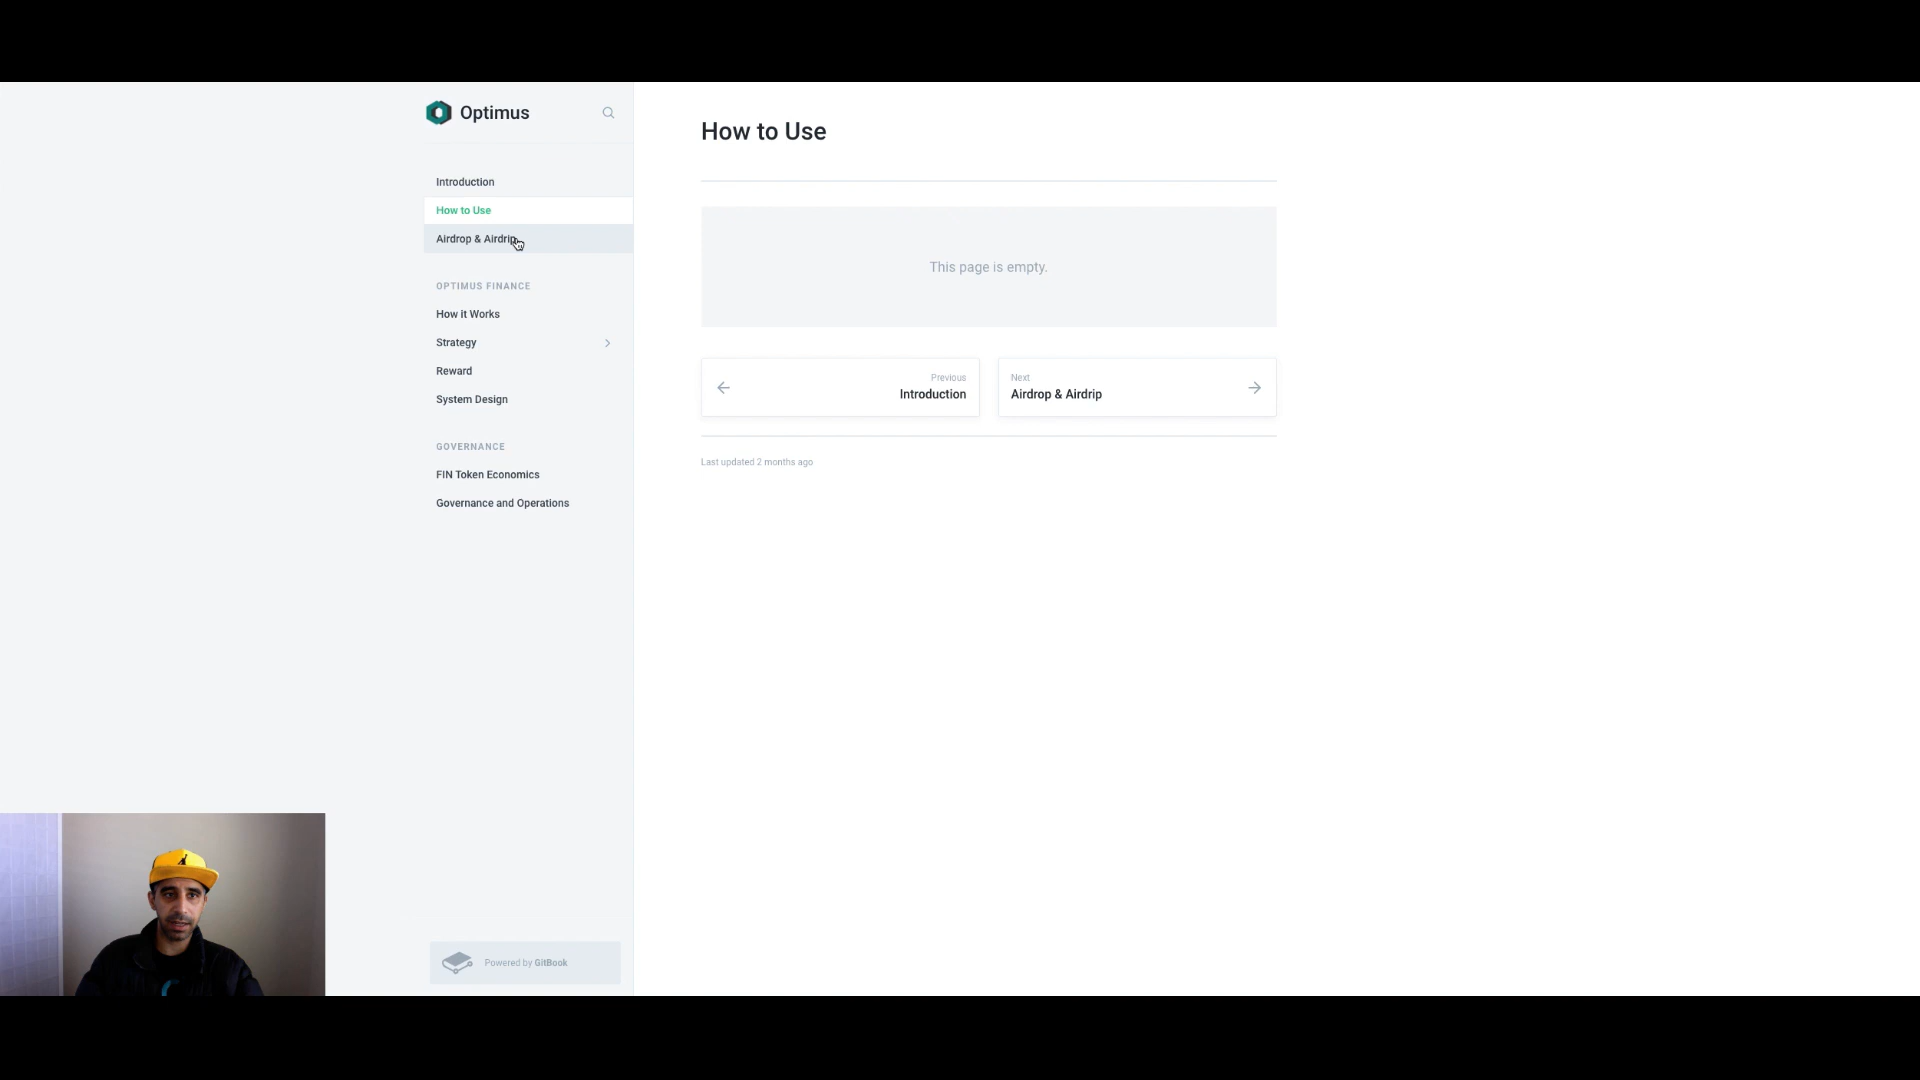 Optimus
Introduction
How to Use
Airdrop & Airdrip
OPTIMUS FINANCE
How it Works
Strategy
Reward
System Design
GOVERNANCE
FIN Token Economics
Governance and Operations
Powered by GitBook
How to Use
This page is empty.
Previous
Introduction
Next
Airdrop & Airdrip
Last updated 2 months ago